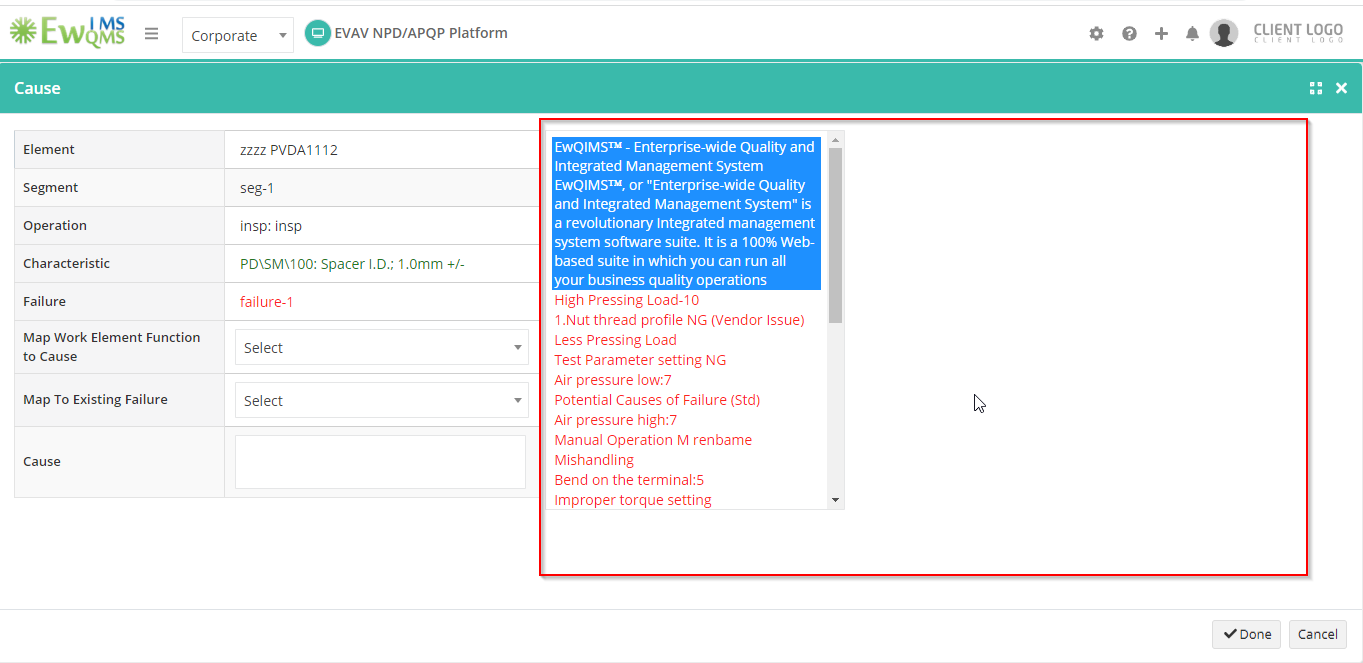 EwQMS IMS
Corporate
EVAV NPD/APQP Platform
CLIENT LOGO
CLIENT LOGO
Cause
Element
zzzz PVDA1112
Segment
seg-1
Operation
insp: insp
Characteristic
PD\SM\100: Spacer I.D.; 1.0mm +/-
Failure
failure-1
Map Work Element Function
to Cause
Select
Map To Existing Failure
Select
Cause
EwQIMS™ - Enterprise-wide Quality and
Integrated Management System
EwQIMS™, or "Enterprise-wide Quality
and Integrated Management System" is
a revolutionary Integrated management
system software suite. It is a 100% Web-
based suite in which you can run all
your business quality operations
High Pressing Load-10
1.Nut thread profile NG (Vendor Issue)
Less Pressing Load
Test Parameter setting NG
Air pressure low:7
Potential Causes of Failure (Std)
Air pressure high:7
Manual Operation M renbame
Mishandling
Bend on the terminal:5
Improper torque setting
Done
Cancel